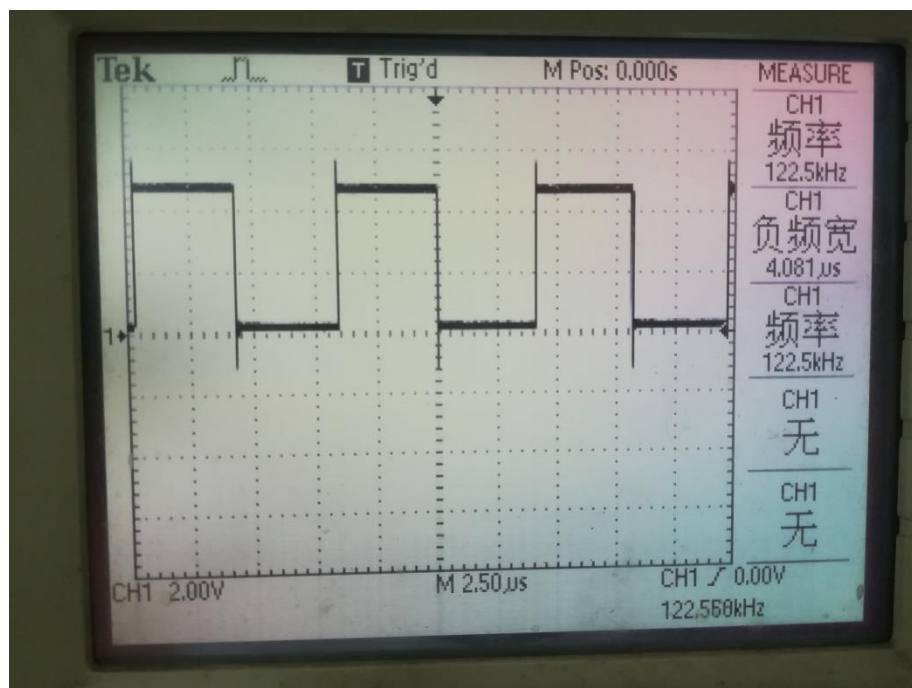 Tek T Trig'd M Pos: 0.000s MEASURE
CH1
频率
122.5kHz
CH1
负频宽
4.081µs
CH1
频率
122.5kHz
CH1
无
CH1
无
1
CH1 2.00V M 2.50µs CH1 0.00V
122.560kHz